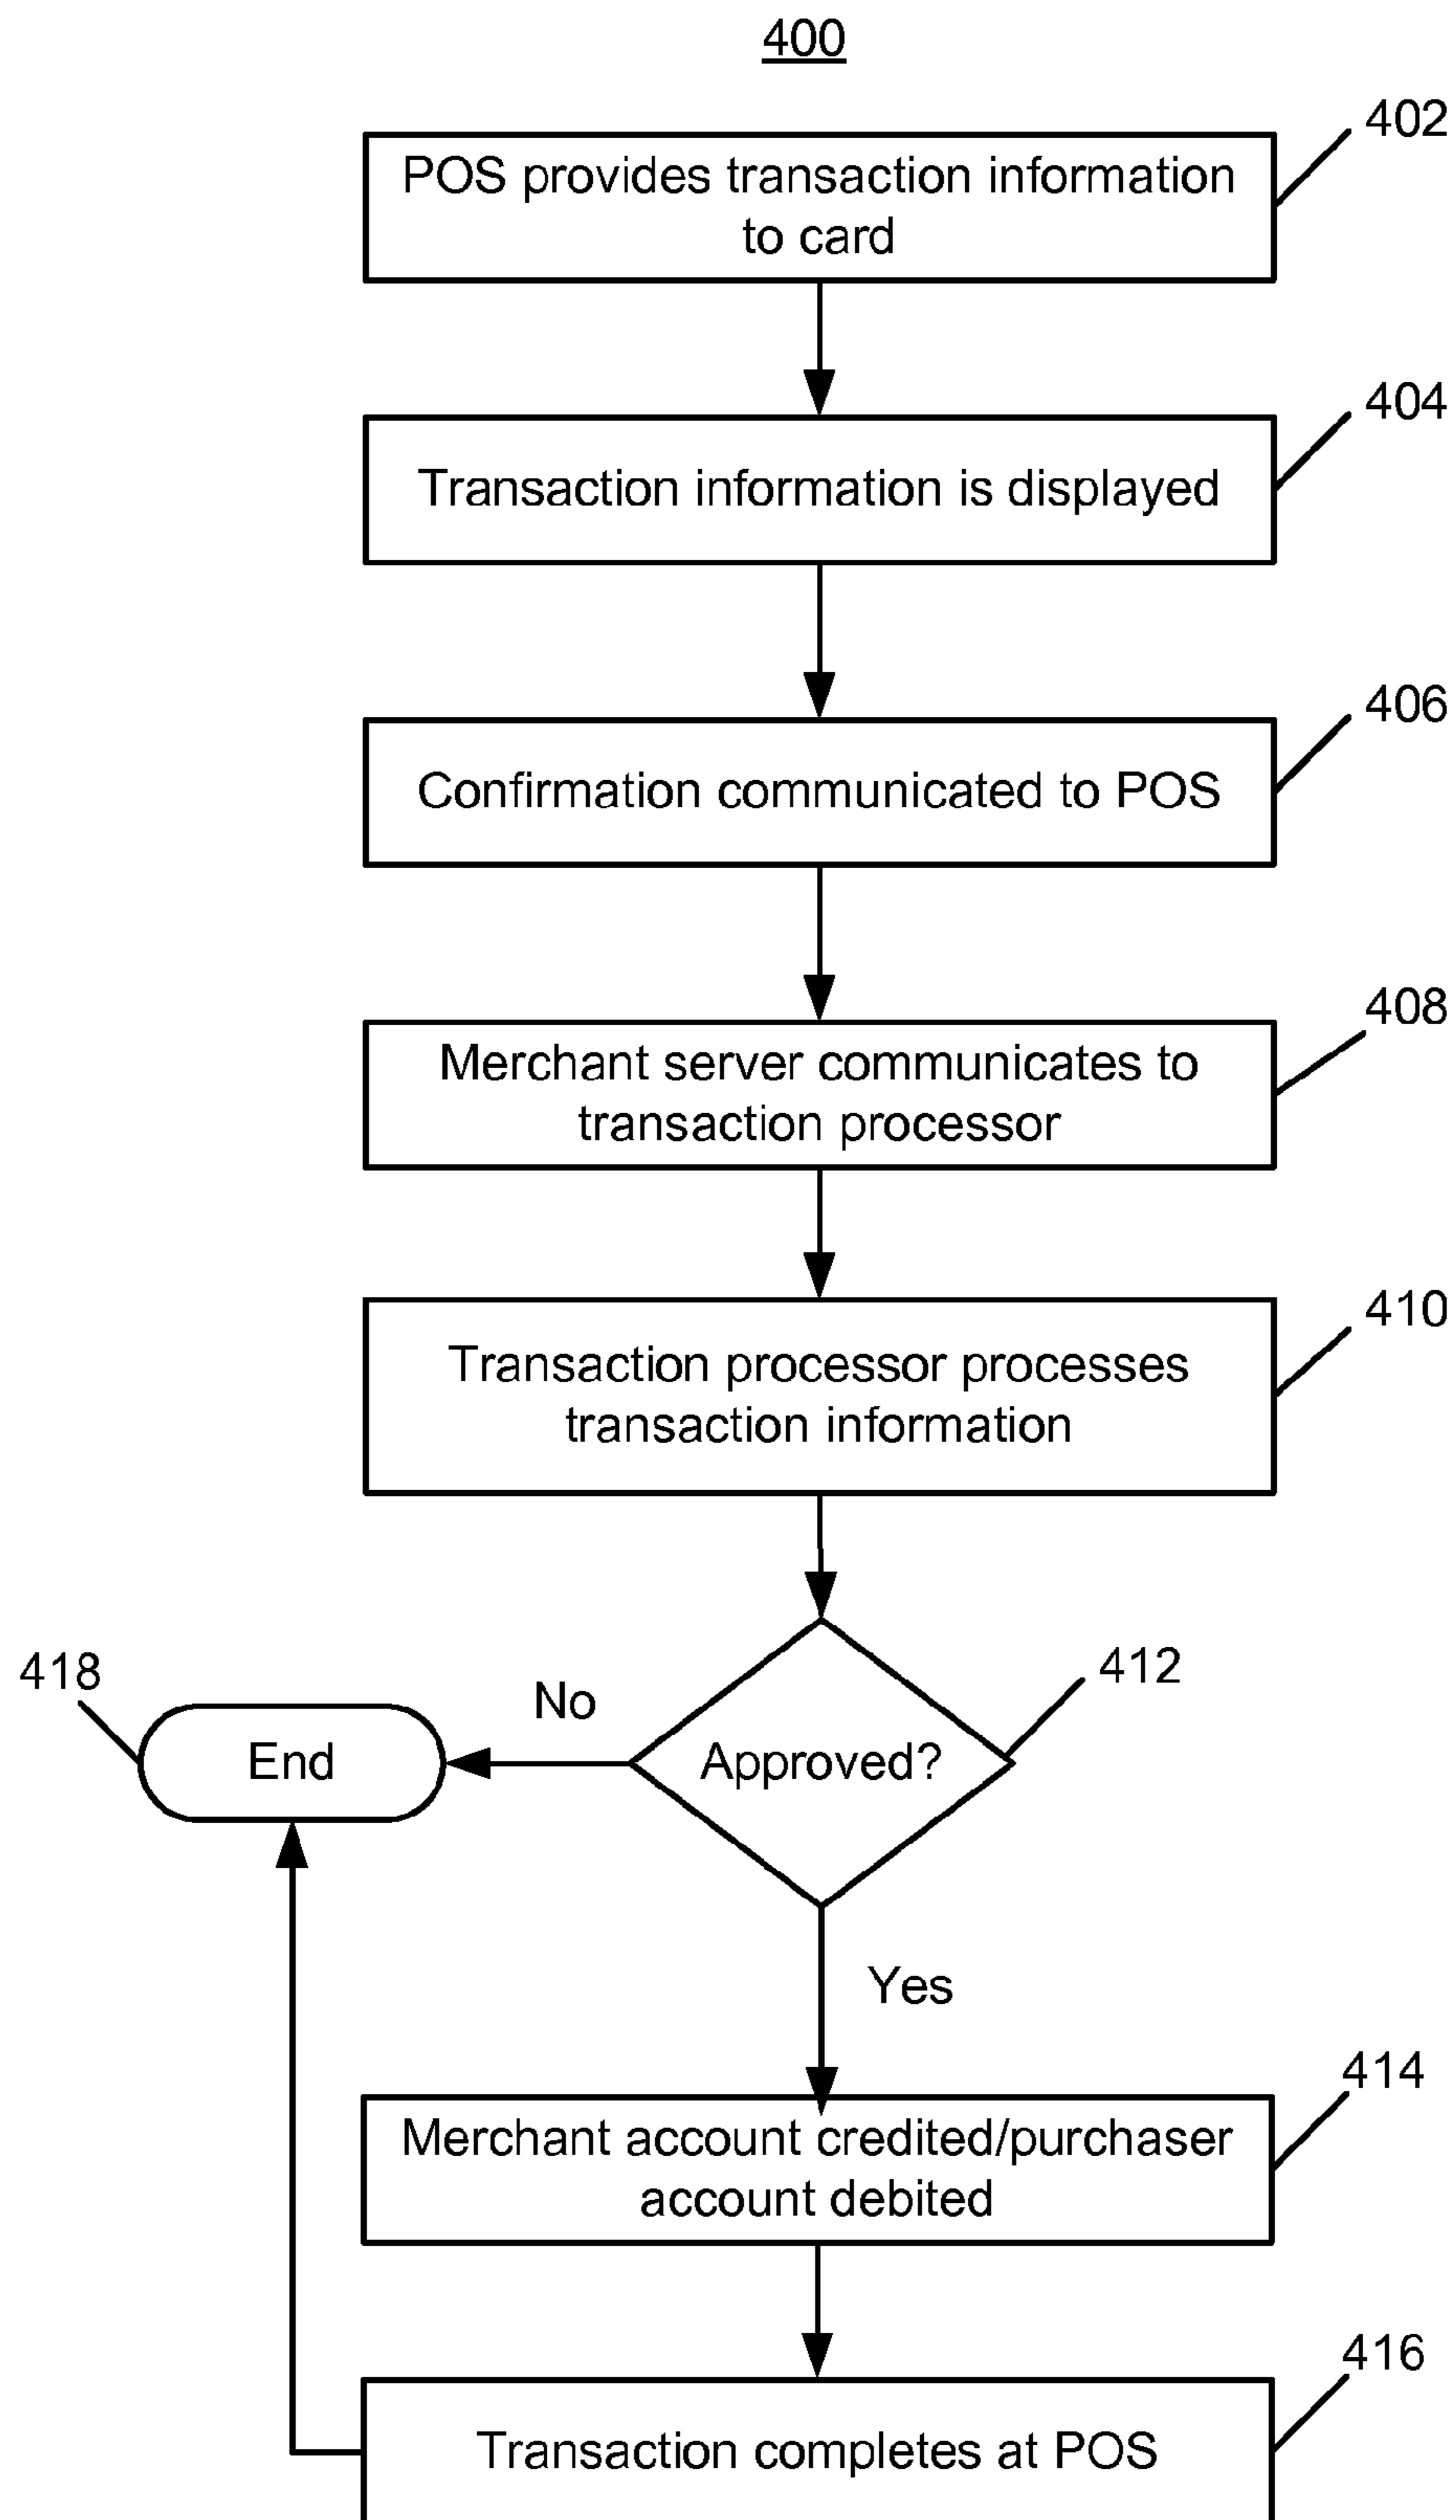 400
402
POS provides transaction information
to card
404
Transaction information is displayed
406
Confirmation communicated to POS
408
Merchant server communicates to
transaction processor
410
Transaction processor processes
transaction information
418
412
No
End
Approved?
Yes
414
Merchant account credited/purchaser
account debited
416
Transaction completes at POS